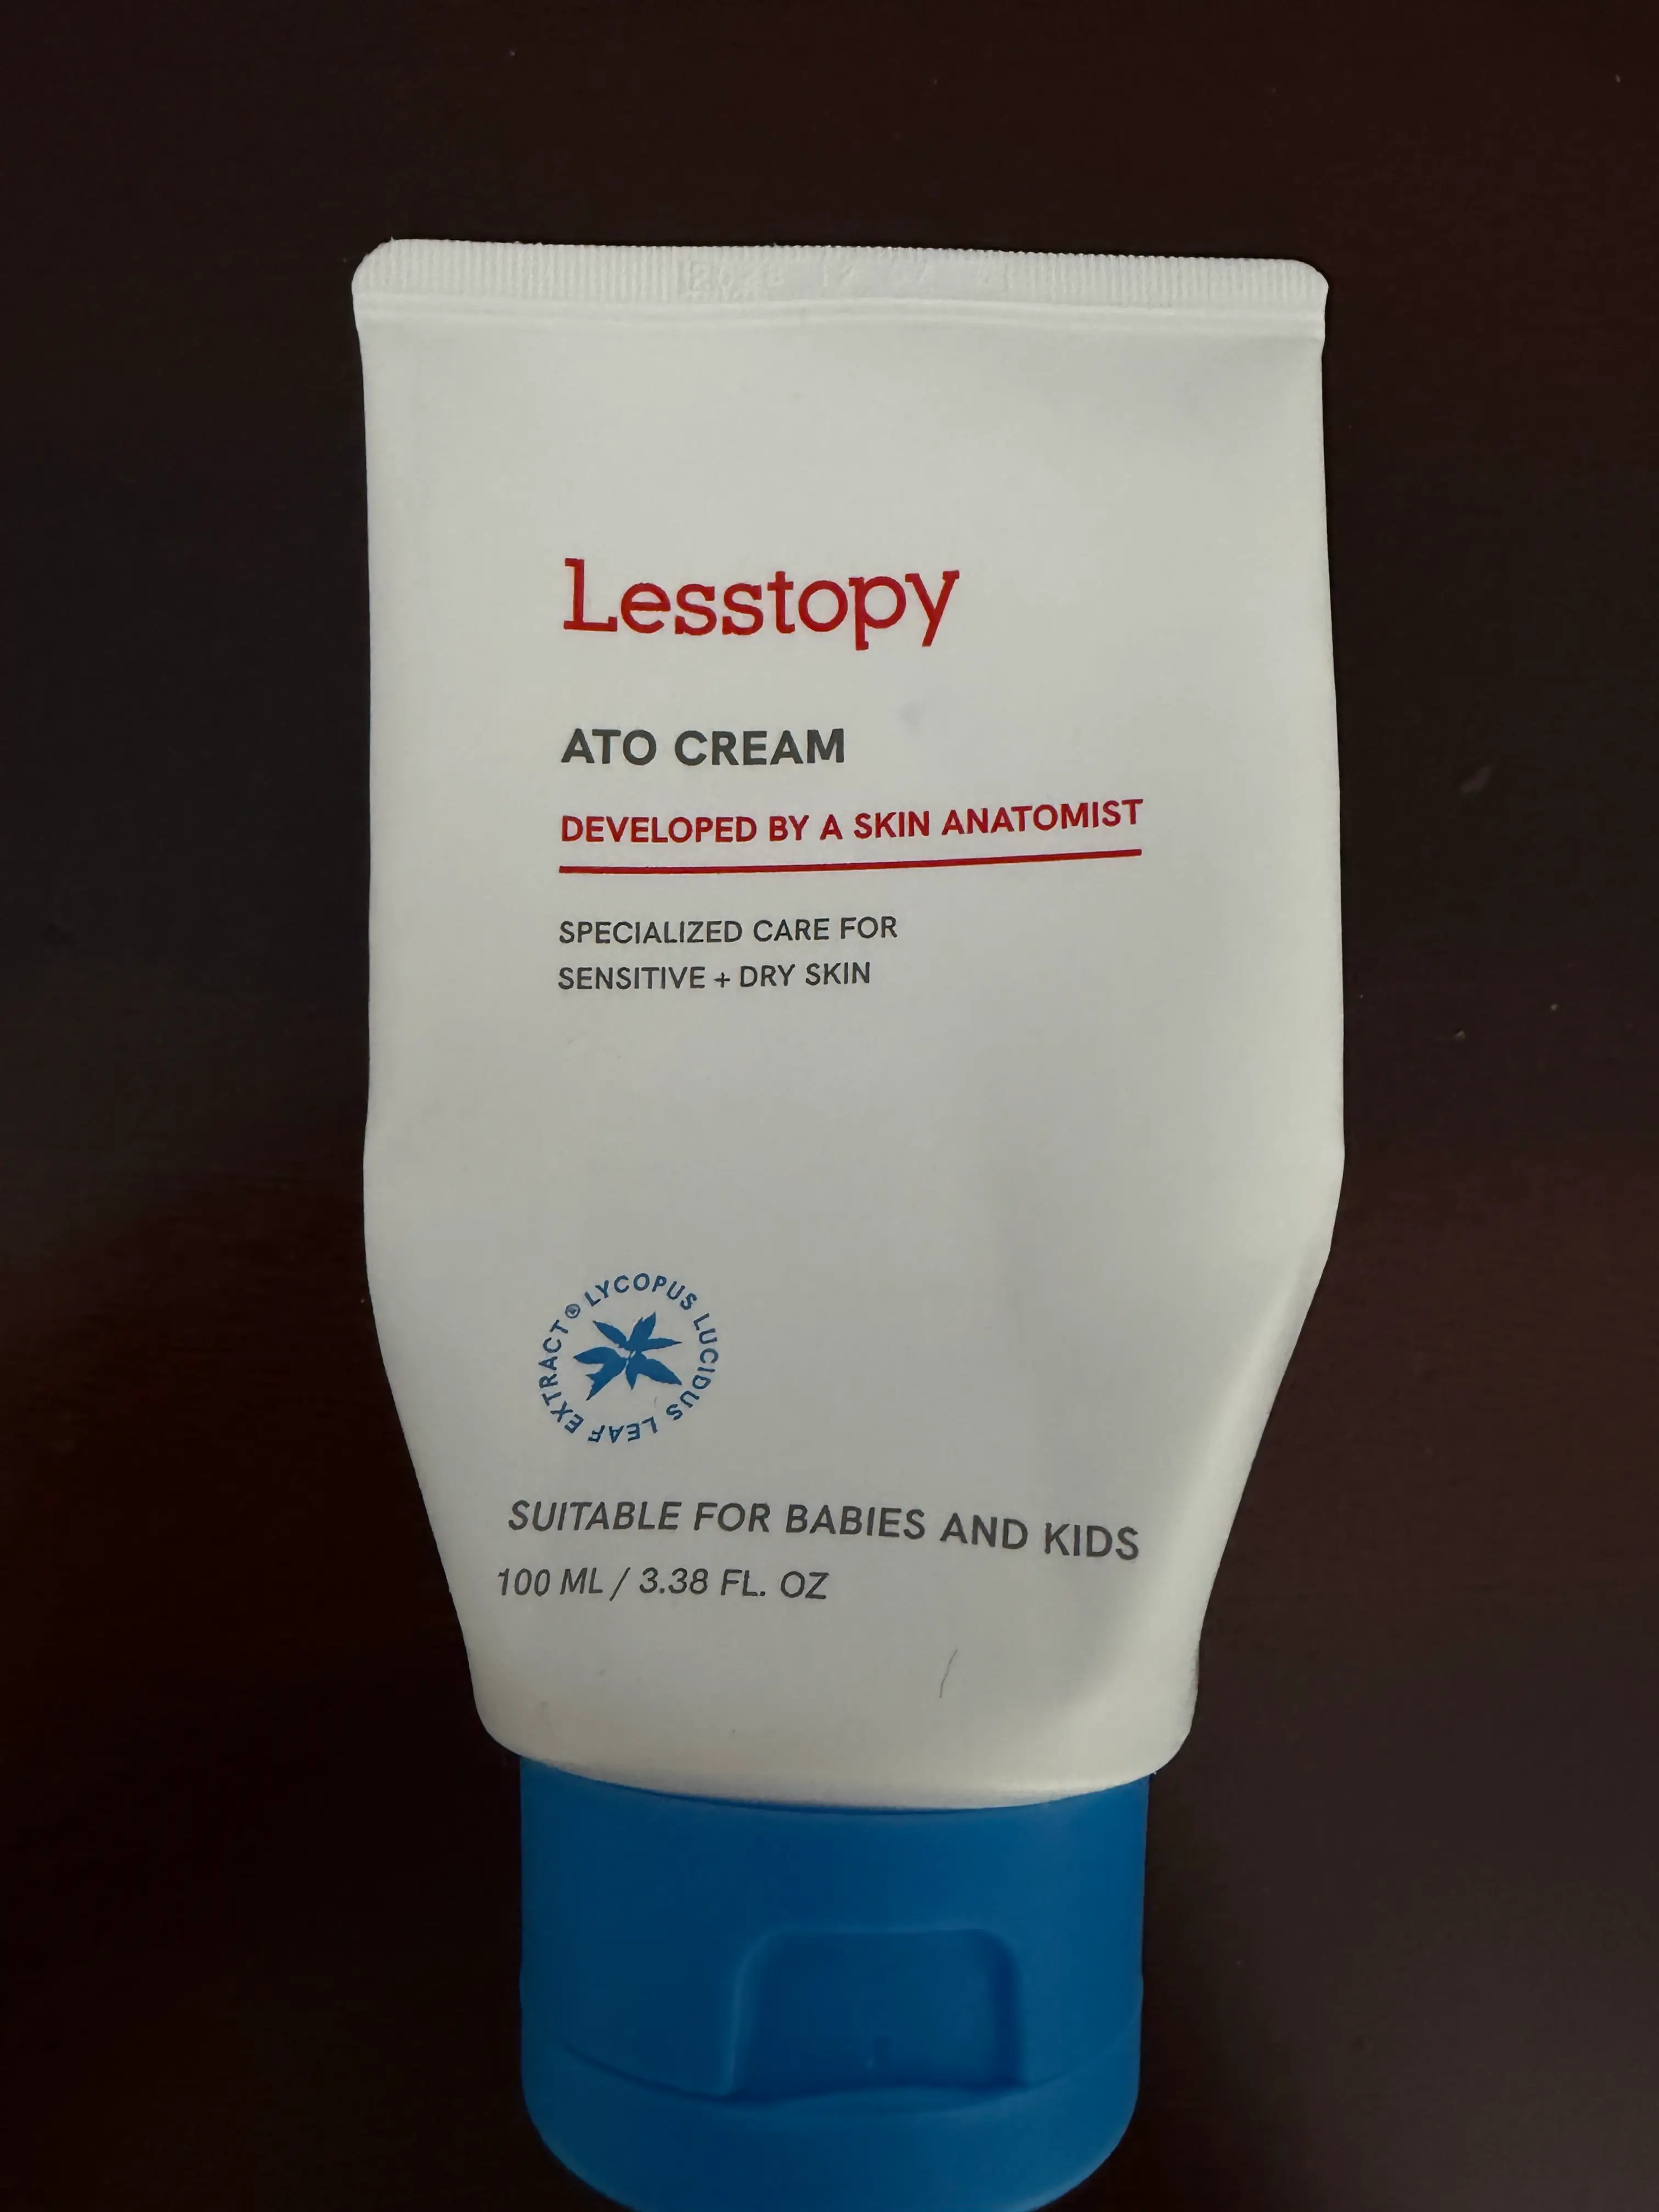 Lesstopy
ATO CREAM
DEVELOPED BY A SKIN ANATOMIST
SPECIALIZED CARE FOR
SENSITIVE + DRY SKIN
LYCOPUS LUCIDUS LEAF EXTRACT®
SUITABLE FOR BABIES AND KIDS
100 ML / 3.38 FL. OZ